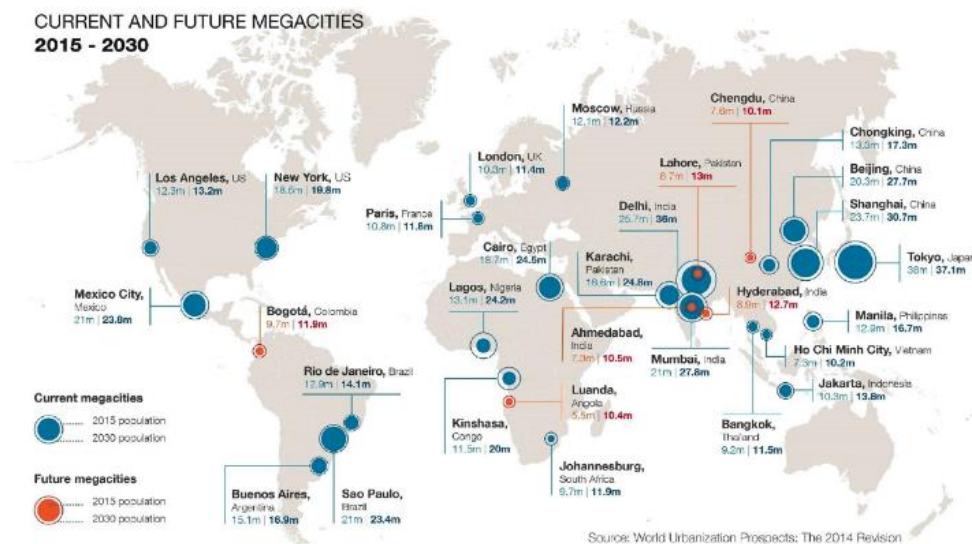 CURRENT AND FUTURE MEGACITIES
2015 - 2030
Los Angeles, US
12.3m | 13.2m
New York, US
18.6m | 19.8m
Mexico City,
Mexico
21m | 23.8m
Bogotá, Colombia
9.7m | 11.9m
Rio de Janeiro, Brazil
12.9m | 14.1m
Buenos Aires,
Argentina
15.1m | 16.9m
Sao Paulo,
Brazil
21m | 23.4m
Moscow, Russia
12.1m | 12.2m
London, UK
10.3m | 11.4m
Paris, France
10.8m | 11.8m
Cairo, Egypt
18.7m | 24.5m
Lagos, Nigeria
13.1m | 24.2m
Kinshasa,
Congo
11.5m | 20m
Luanda,
Angola
5.5m | 10.4m
Johannesburg,
South Africa
9.7m | 11.9m
Chengdu, China
7.6m | 10.1m
Lahore, Pakistan
8.7m | 13m
Delhi, India
25.7m | 36m
Karachi,
Pakistan
16.6m | 24.8m
Ahmedabad,
India
7.3m | 10.5m
Mumbai, India
21m | 27.8m
Hyderabad, India
8.9m | 12.7m
Chongking, China
13.3m | 17.3m
Beijing, China
20.3m | 27.7m
Shanghai, China
23.7m | 30.7m
Tokyo, Japan
38m | 37.1m
Manila, Philippines
12.9m | 16.7m
Ho Chi Minh City, Vietnam
7.3m | 10.2m
Jakarta, Indonesia
10.3m | 13.8m
Bangkok,
Thailand
9.2m | 11.5m
Current megacities
2015 population
2030 population
Future megacities
2015 population
2030 population
Source: World Urbanization Prospects: The 2014 Revision